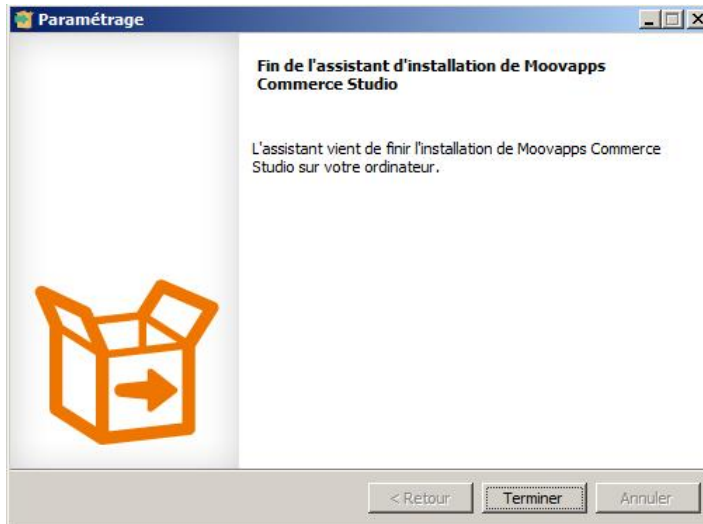 Paramétrage
Fin de l'assistant d'installation de Moovapps
Commerce Studio
L'assistant vient de finir l'installation de Moovapps Commerce
Studio sur votre ordinateur.
< Retour
Terminer
Annuler